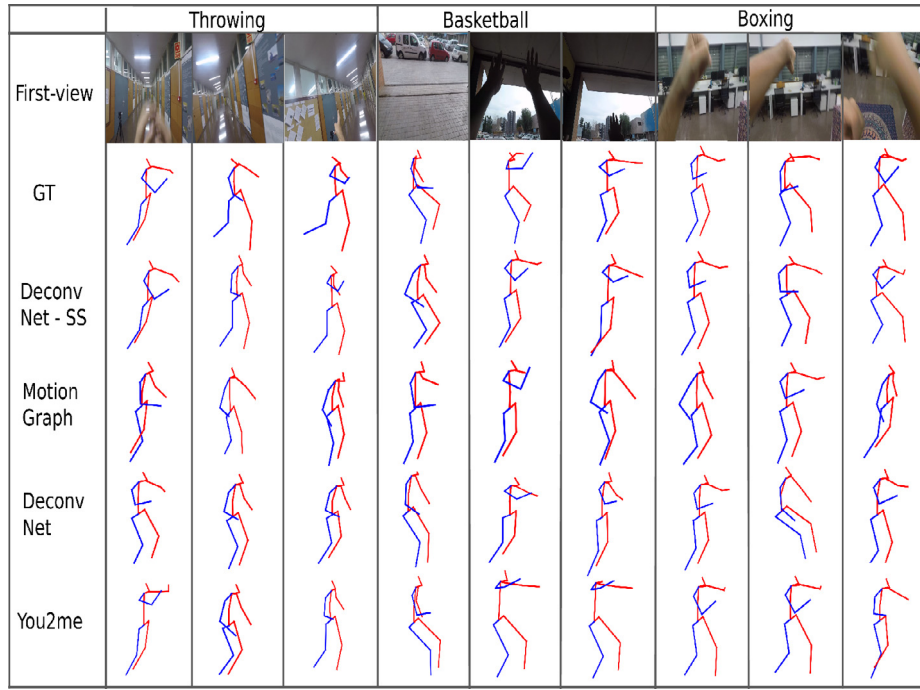 Throwing Basketball Boxing
First-view
GT
Deconv
Net - SS
Motion
Graph
Deconv
Net
You2me